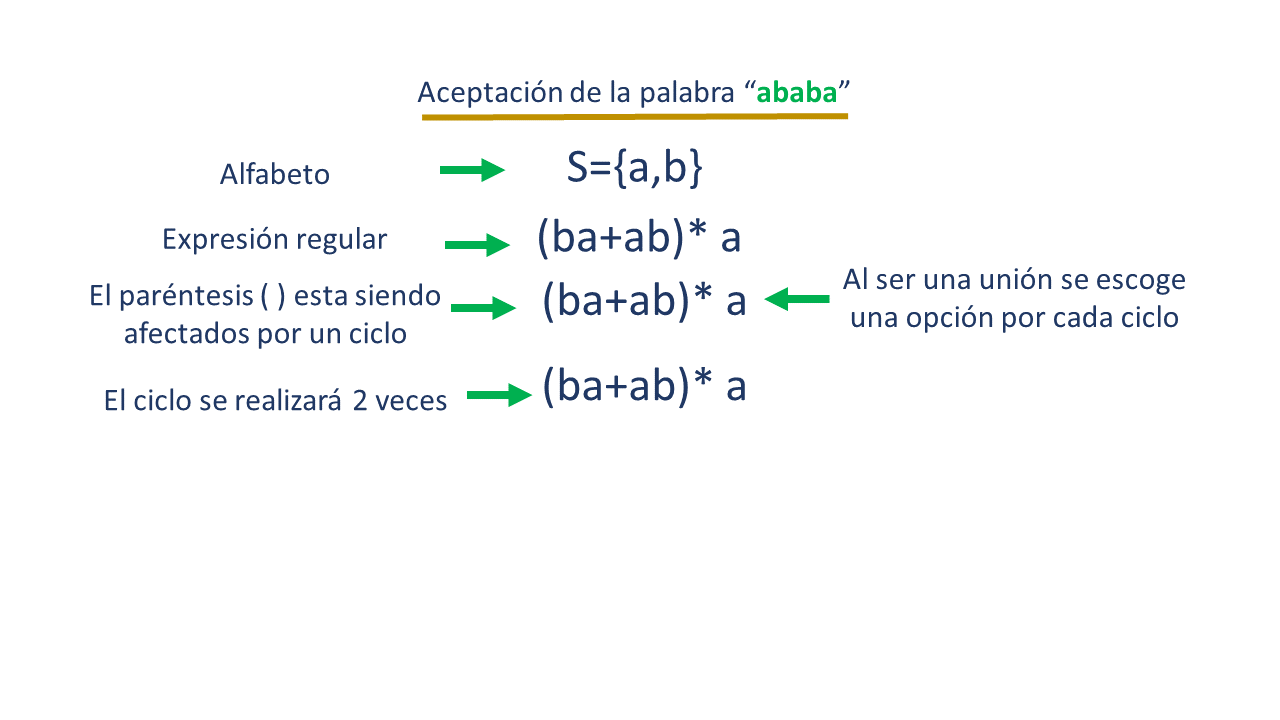 Aceptación de la palabra “ababa”
Alfabeto
S={a,b}
Expresión regular
(ba+ab)* a
El paréntesis ( ) esta siendo
afectados por un ciclo
(ba+ab)* a
Al ser una unión se escoge
una opción por cada ciclo
El ciclo se realizará 2 veces
(ba+ab)* a